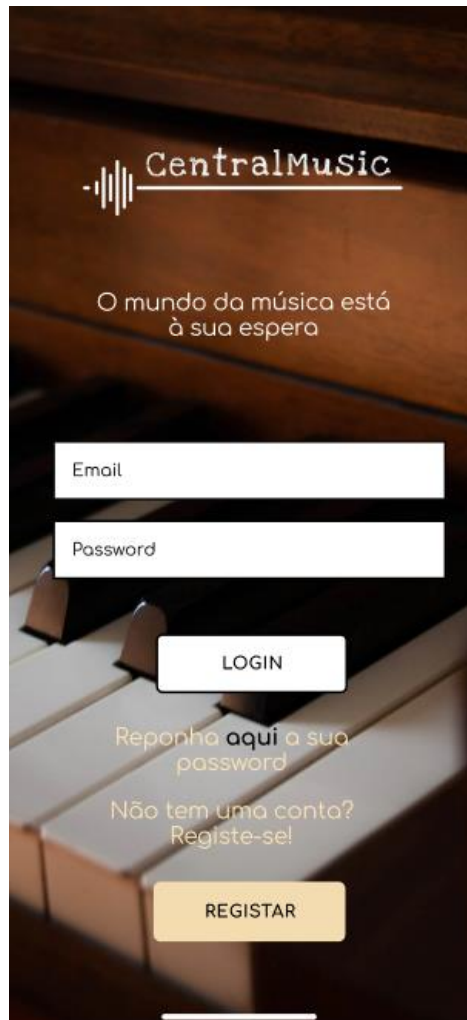 CentralMusic
O mundo da música está
à sua espera
Email
Password
LOGIN
Reponha aqui a sua
password
Não tem uma conta?
Registe-se!
REGISTAR